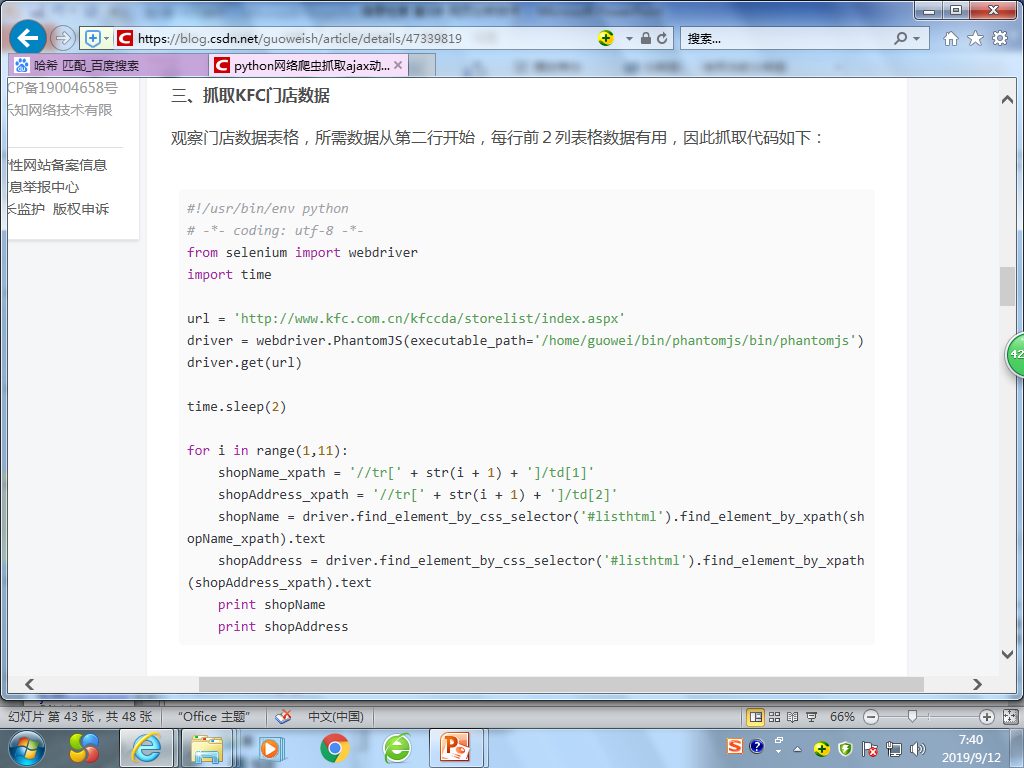 https://blog.csdn.net/guoweish/article/details/47339819
搜索...
哈希 匹配_百度搜索
python网络爬虫抓取ajax动...
CP备19004658号
三、抓取KFC门店数据
乐知网络技术有限
观察门店数据表格，所需数据从第二行开始，每行前２列表格数据有用，因此抓取代码如下：
性网站备案信息
息举报中心
长监护 版权申诉
#!/usr/bin/env python
# -*- coding: utf-8 -*-
from selenium import webdriver
import time
url = 'http://www.kfc.com.cn/kfccda/storelist/index.aspx'
driver = webdriver.PhantomJS(executable_path='/home/guowei/bin/phantomjs/bin/phantomjs')
driver.get(url)
42
time.sleep(2)
for i in range(1,11):
    shopName_xpath = '//tr[' + str(i + 1) + ']/td[1]'
    shopAddress_xpath = '//tr[' + str(i + 1) + ']/td[2]'
    shopName = driver.find_element_by_css_selector('#listhtml').find_element_by_xpath(sh
opName_xpath).text
    shopAddress = driver.find_element_by_css_selector('#listhtml').find_element_by_xpath
(shopAddress_xpath).text
    print shopName
    print shopAddress
幻灯片 第 43 张，共 48 张
"Office 主题"
中文(中国)
66%
7:40
2019/9/12